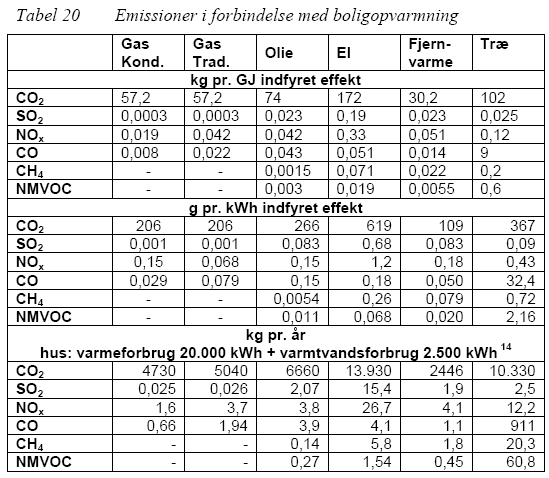 Tabel 20 Emissioner i forbindelse med boligopvarmning
Gas Kond. Gas Trad. Olie El Fjern-varme Træ
kg pr. GJ indfyret effekt
CO₂ 57,2 57,2 74 172 30,2 102
SO₂ 0,0003 0,0003 0,023 0,19 0,023 0,025
NOₓ 0,019 0,042 0,042 0,33 0,051 0,12
CO 0,008 0,022 0,043 0,051 0,014 9
CH₄ - - 0,0015 0,071 0,022 0,2
NMVOC - - 0,003 0,019 0,0055 0,6
g pr. kWh indfyret effekt
CO₂ 206 206 266 619 109 367
SO₂ 0,001 0,001 0,083 0,68 0,083 0,09
NOₓ 0,15 0,068 0,15 1,2 0,18 0,43
CO 0,029 0,079 0,15 0,18 0,050 32,4
CH₄ - - 0,0054 0,26 0,079 0,72
NMVOC - - 0,011 0,068 0,020 2,16
kg pr. år
hus: varmeforbrug 20.000 kWh + varmtvandsforbrug 2.500 kWh ¹⁴
CO₂ 4730 5040 6660 13.930 2446 10.330
SO₂ 0,025 0,026 2,07 15,4 1,9 2,5
NOₓ 1,6 3,7 3,8 26,7 4,1 12,2
CO 0,66 1,94 3,9 4,1 1,1 911
CH₄ - - 0,14 5,8 1,8 20,3
NMVOC - - 0,27 1,54 0,45 60,8